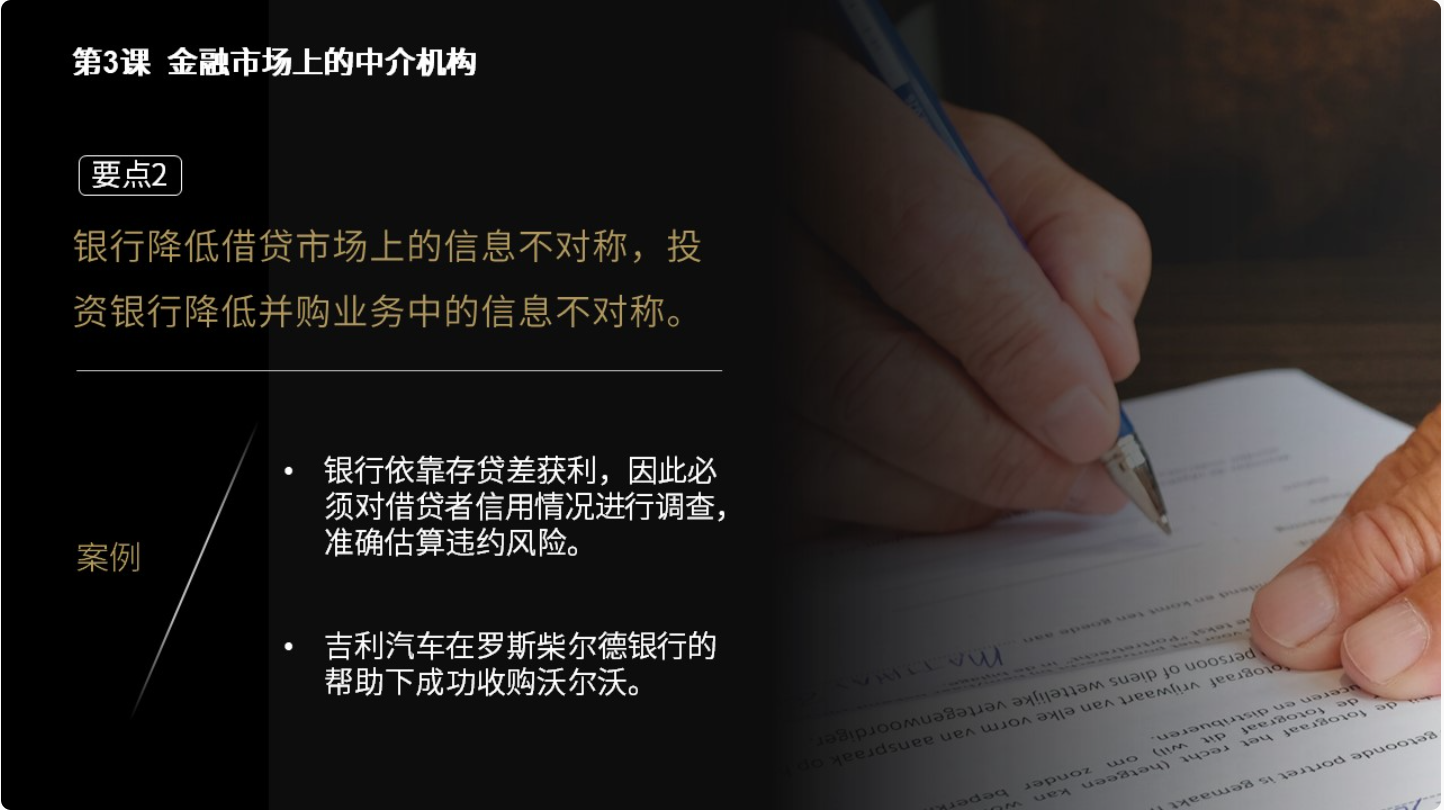 第3课 金融市场上的中介机构
要点2
银行降低借贷市场上的信息不对称，投
资银行降低并购业务中的信息不对称。
案例
• 银行依靠存贷差获利，因此必
须对借贷者信用情况进行调查，
准确估算违约风险。
• 吉利汽车在罗斯柴尔德银行的
帮助下成功收购沃尔沃。